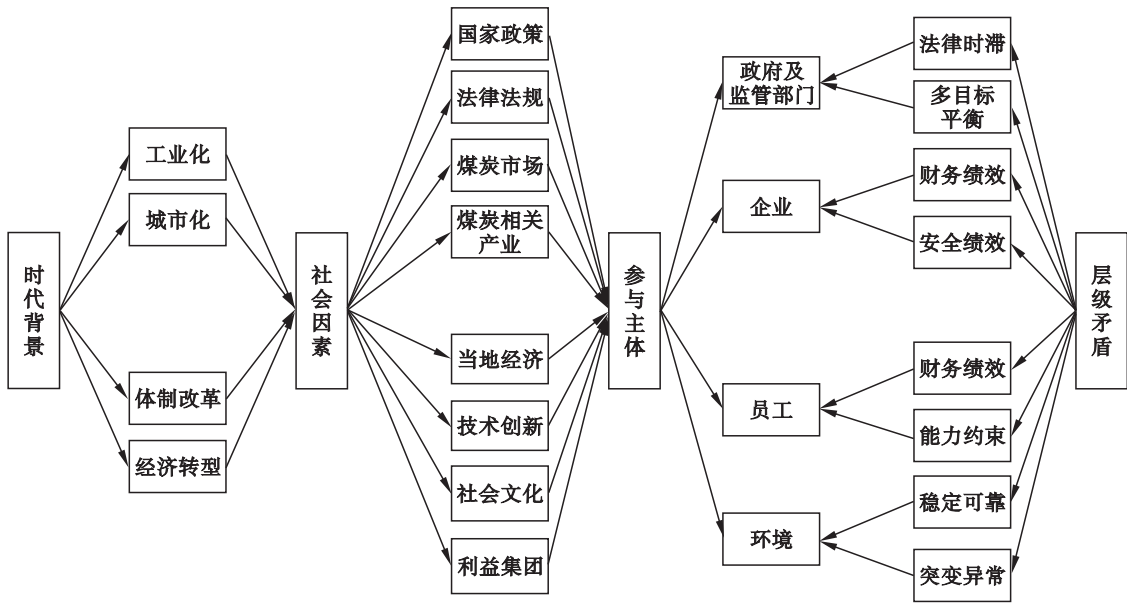 时代背景
工业化
城市化
体制改革
经济转型
社会因素
国家政策
法律法规
煤炭市场
煤炭相关
产业
当地经济
技术创新
社会文化
利益集团
参与主体
政府及
监管部门
企业
员工
环境
法律时滞
多目标
平衡
财务绩效
安全绩效
财务绩效
能力约束
稳定可靠
突变异常
层级矛盾